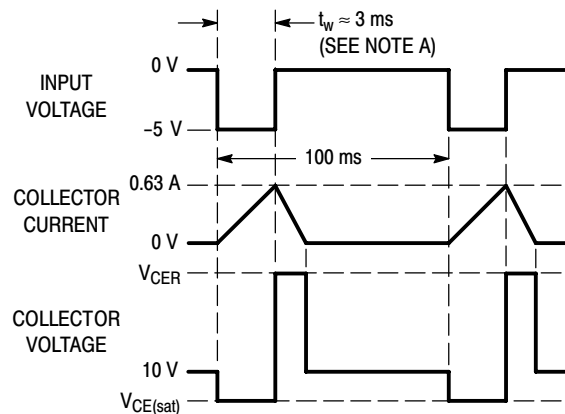 t_w ≈ 3 ms
(SEE NOTE A)
0 V
INPUT
VOLTAGE
–5 V
100 ms
0.63 A
COLLECTOR
CURRENT
0 V
V_CER
COLLECTOR
VOLTAGE
10 V
V_CE(sat)